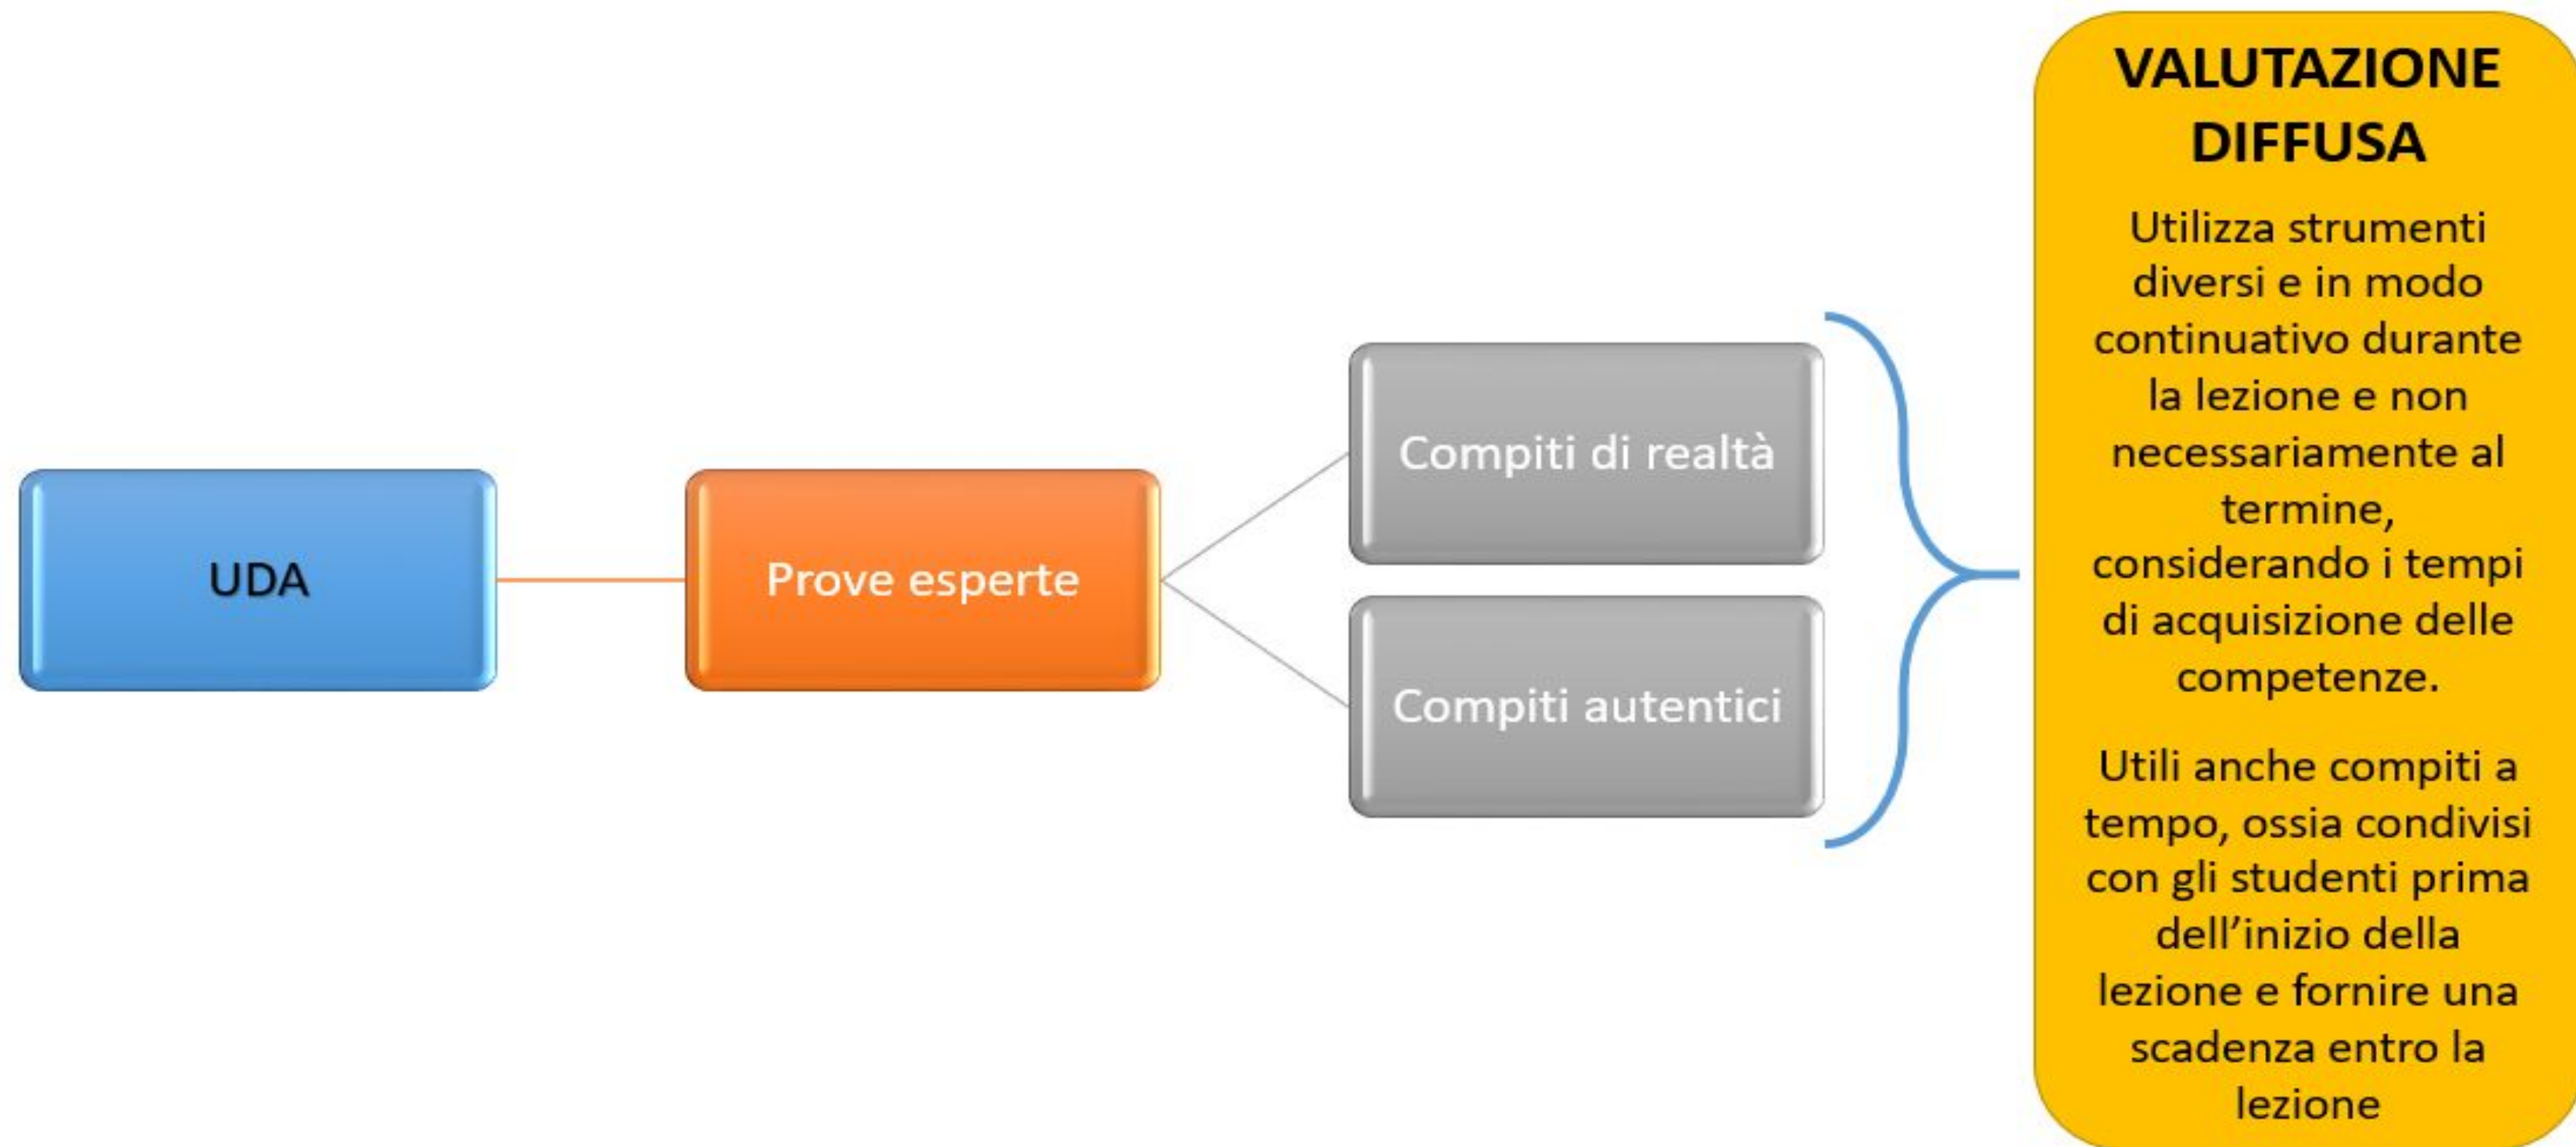 UDA
Prove esperte
Compiti di realtà
Compiti autentici
VALUTAZIONE
DIFFUSA
Utilizza strumenti
diversi e in modo
continuativo durante
la lezione e non
necessariamente al
termine,
considerando i tempi
di acquisizione delle
competenze.
Utili anche compiti a
tempo, ossia condivisi
con gli studenti prima
dell’inizio della
lezione e fornire una
scadenza entro la
lezione